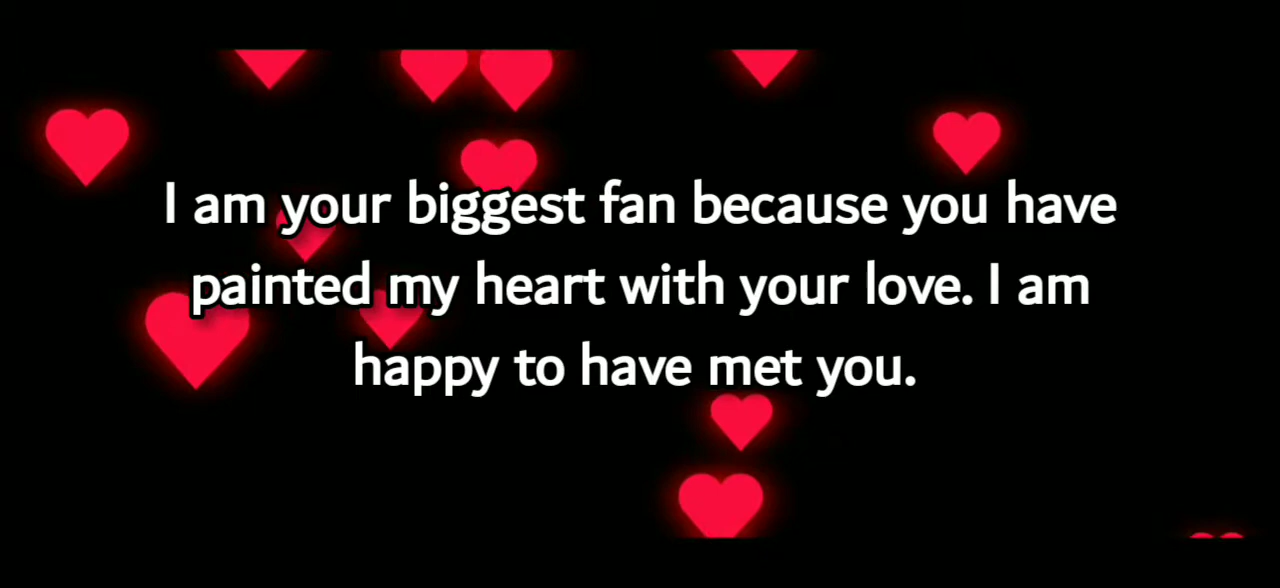 I am your biggest fan because you have
painted my heart with your love. I am
happy to have met you.